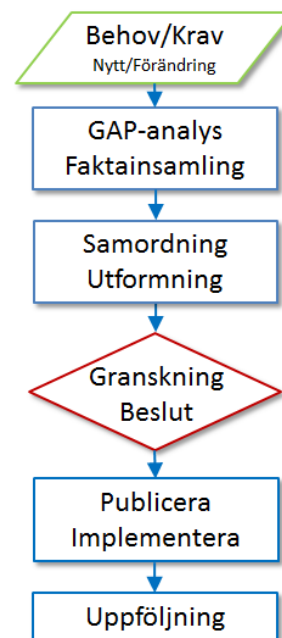 Behov/Krav
Nytt/Förändring
GAP-analys
Faktainsamling
Samordning
Utformning
Granskning
Beslut
Publicera
Implementera
Uppföljning